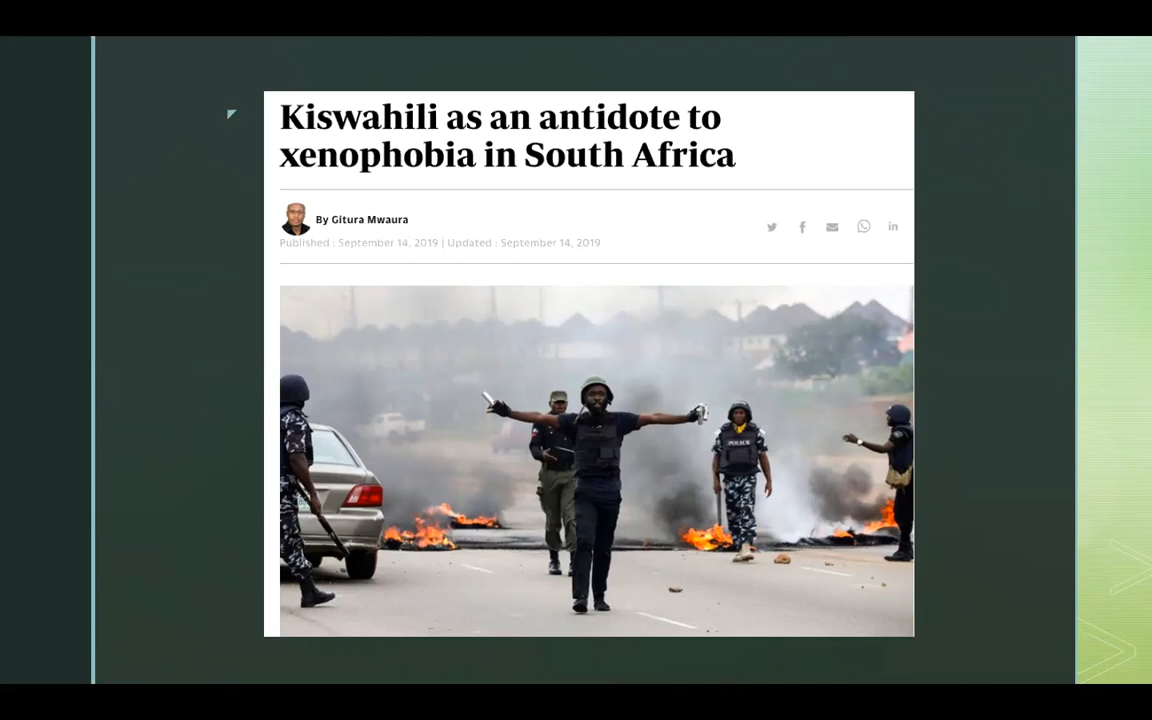 Kiswahili as an antidote to
xenophobia in South Africa
By Gitura Mwaura
Published : September 14, 2019 | Updated : September 14, 2019
POLICE